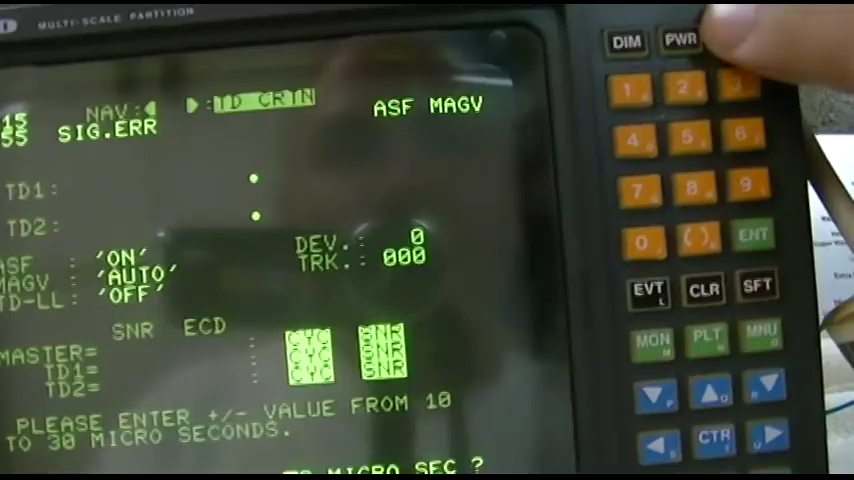 MULTI-SCALE PARTITION
DIM PWR
15 NAV: TD CRTN ASF MAGV
55 SIG.ERR
1 2 3
4 5 6
7 8 9
0 ( ) ENT
EVT CLR SFT
MON PLT MNU
CTR
TD1:
TD2:
DEV.: 0
TRK.: 000
ASF : 'ON'
MAGV : 'AUTO'
TD-LL: 'OFF'
SNR ECD
MASTER= : CYC SNR
TD1= : CYC SNR
TD2= : CYC SNR
PLEASE ENTER +/- VALUE FROM 10
TO 30 MICRO SECONDS.
MICRO SEC ?